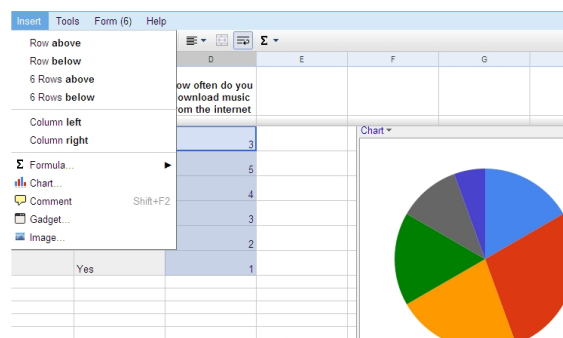 Insert Tools Form (6) Help
Row above
Row below
6 Rows above
6 Rows below
Column left
Column right
Σ Formula...
Chart...
Comment Shift+F2
Gadget...
Image...
Σ
D E F G
ow often do you
ownload music
om the internet
Chart
3
5
4
3
2
Yes 1